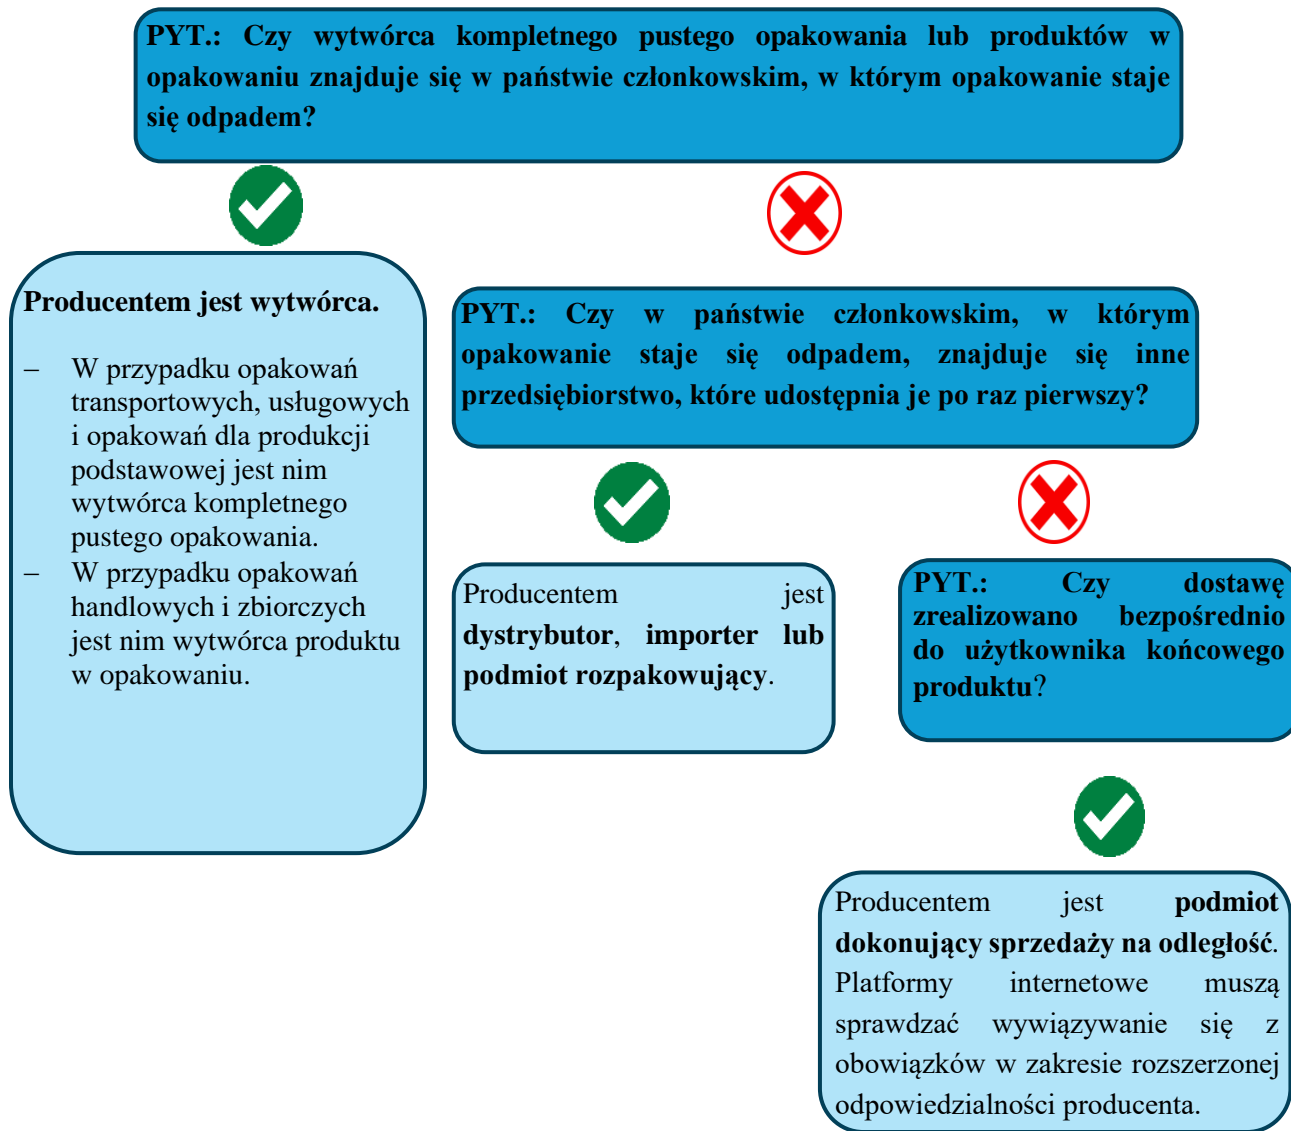 PYT.: Czy wytwórca kompletnego pustego opakowania lub produktów w
opakowaniu znajduje się w państwie członkowskim, w którym opakowanie staje
się odpadem?
Producentem jest wytwórca.
– W przypadku opakowań
transportowych, usługowych
i opakowań dla produkcji
podstawowej jest nim
wytwórca kompletnego
pustego opakowania.
– W przypadku opakowań
handlowych i zbiorczych
jest nim wytwórca produktu
w opakowaniu.
PYT.: Czy w państwie członkowskim, w którym
opakowanie staje się odpadem, znajduje się inne
przedsiębiorstwo, które udostępnia je po raz pierwszy?
Producentem jest
dystrybutor, importer lub
podmiot rozpakowujący.
PYT.: Czy dostawę
zrealizowano bezpośrednio
do użytkownika końcowego
produktu?
Producentem jest podmiot
dokonujący sprzedaży na odległość.
Platformy internetowe muszą
sprawdzać wywiązywanie się z
obowiązków w zakresie rozszerzonej
odpowiedzialności producenta.